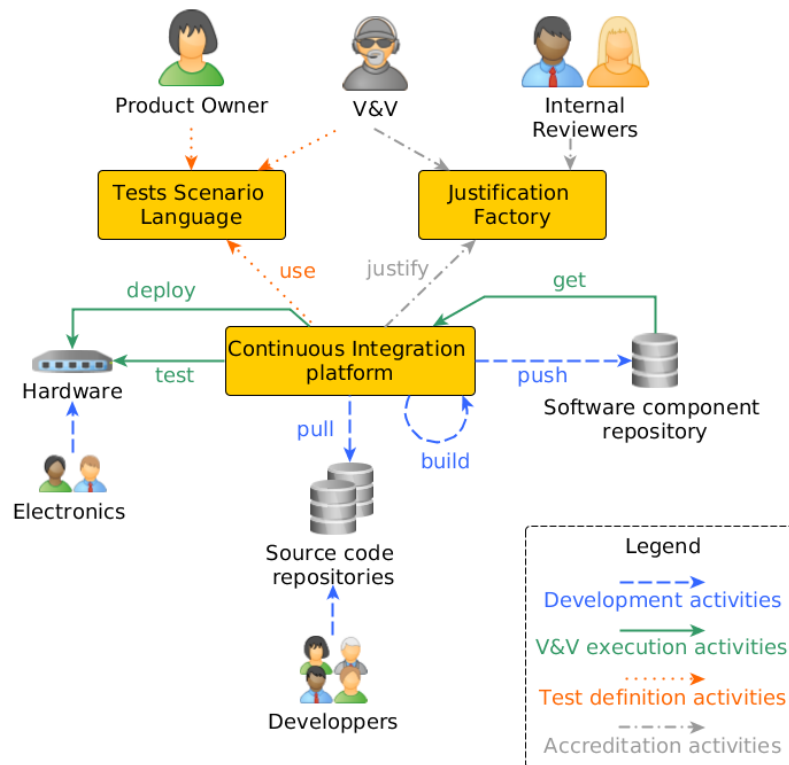 Product Owner
V&V
Internal
Reviewers
Tests Scenario
Language
Justification
Factory
use
justify
deploy
get
Continuous Integration
platform
test
push
Hardware
Software component
repository
pull
build
Electronics
Source code
repositories
Developpers
Legend
Development activities
V&V execution activities
Test definition activities
Accreditation activities